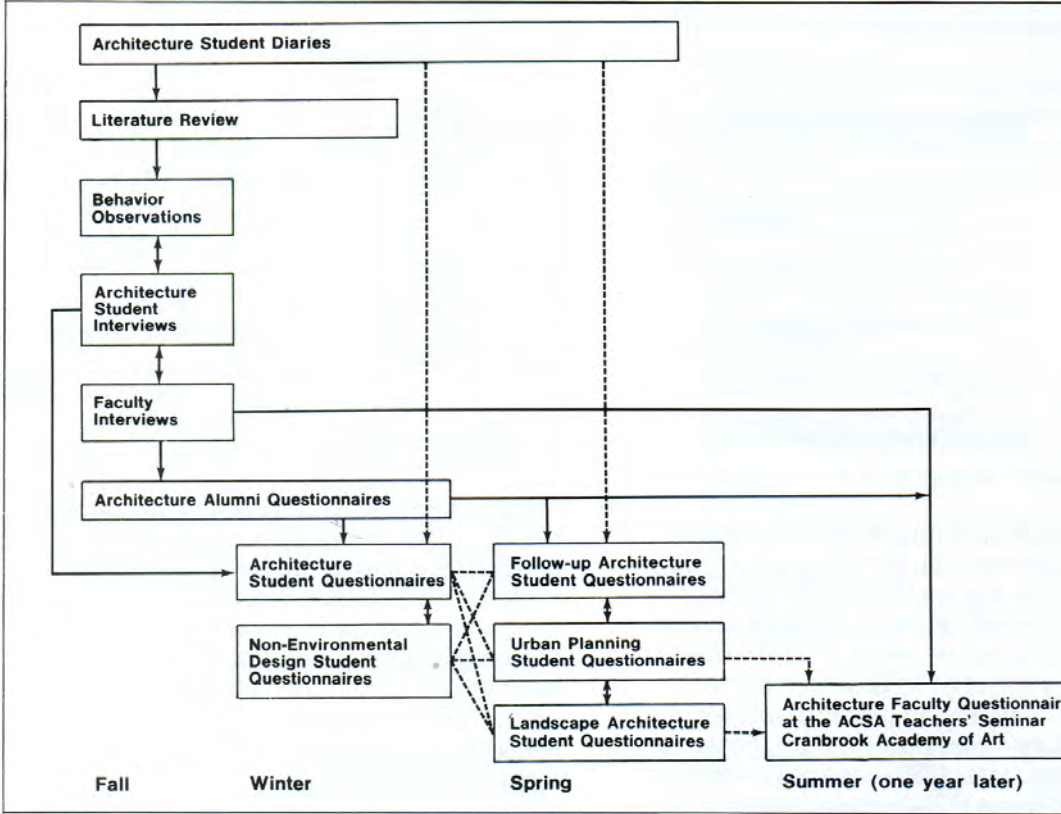 Architecture Student Diaries
Literature Review
Behavior
Observations
Architecture
Student
Interviews
Faculty
Interviews
Architecture Alumni Questionnaires
Architecture
Student Questionnaires
Follow-up Architecture
Student Questionnaires
Non-Environmental
Design Student
Questionnaires
Urban Planning
Student Questionnaires
Landscape Architecture
Student Questionnaires
Architecture Faculty Questionnair
at the ACSA Teachers' Seminar
Cranbrook Academy of Art
Fall
Winter
Spring
Summer (one year later)